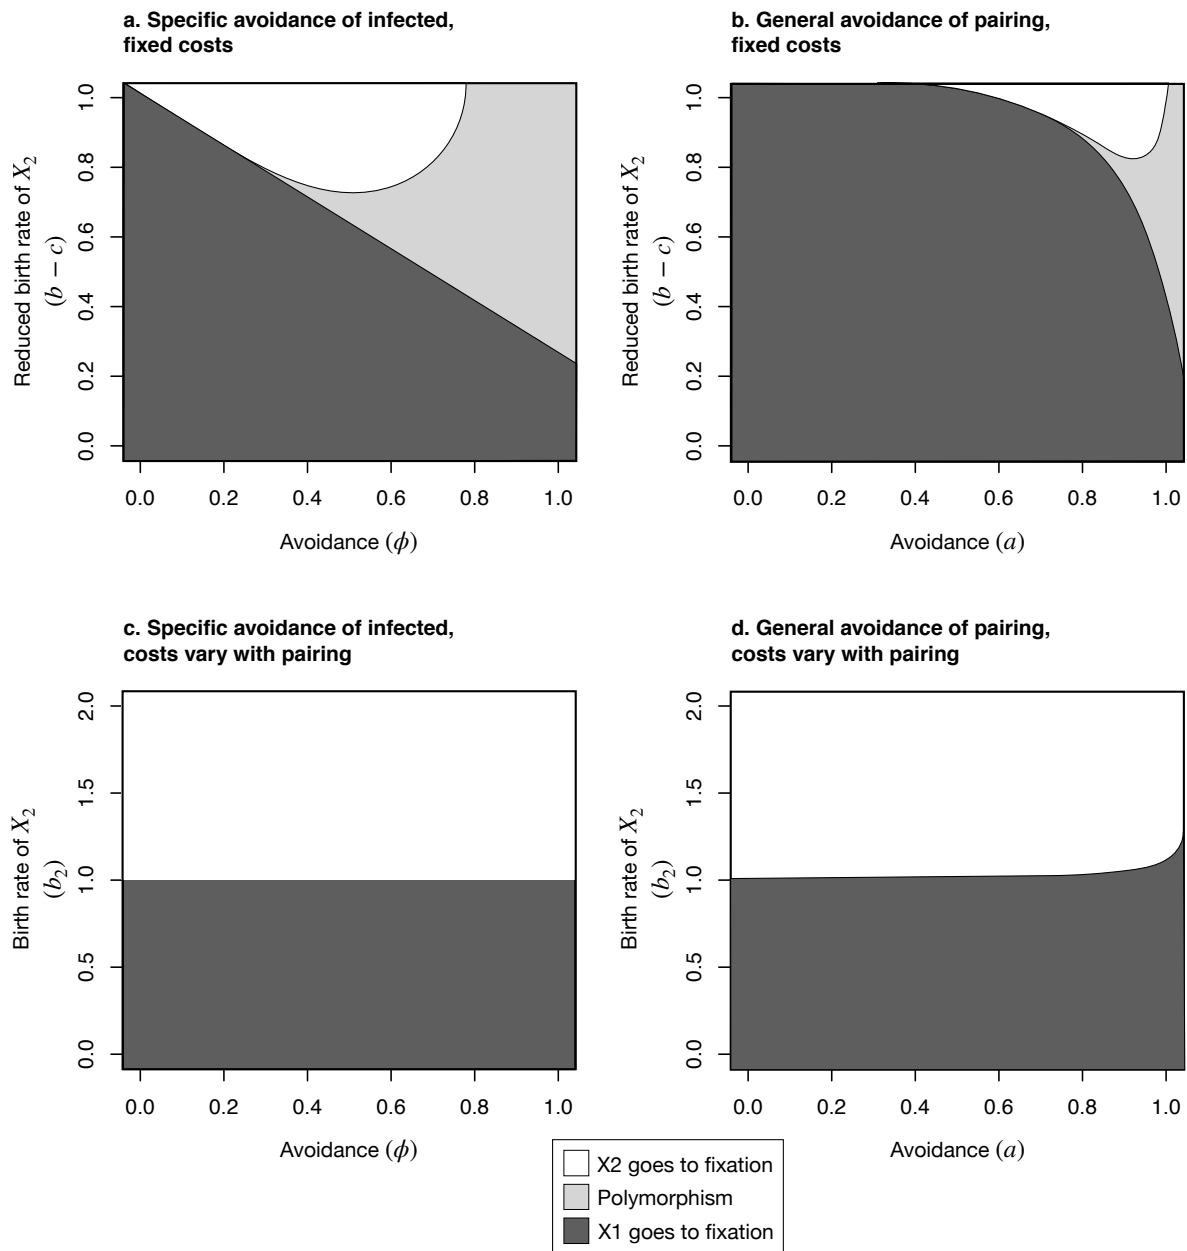 a. Specific avoidance of infected,
fixed costs
Reduced birth rate of X2
(b − c)
1.0
0.8
0.6
0.4
0.2
0.0
0.0 0.2 0.4 0.6 0.8 1.0
Avoidance (ϕ)
b. General avoidance of pairing,
fixed costs
Reduced birth rate of X2
(b − c)
1.0
0.8
0.6
0.4
0.2
0.0
0.0 0.2 0.4 0.6 0.8 1.0
Avoidance (a)
c. Specific avoidance of infected,
costs vary with pairing
Birth rate of X2
(b2)
2.0
1.5
1.0
0.5
0.0
0.0 0.2 0.4 0.6 0.8 1.0
Avoidance (ϕ)
d. General avoidance of pairing,
costs vary with pairing
Birth rate of X2
(b2)
2.0
1.5
1.0
0.5
0.0
0.0 0.2 0.4 0.6 0.8 1.0
Avoidance (a)
X2 goes to fixation
Polymorphism
X1 goes to fixation